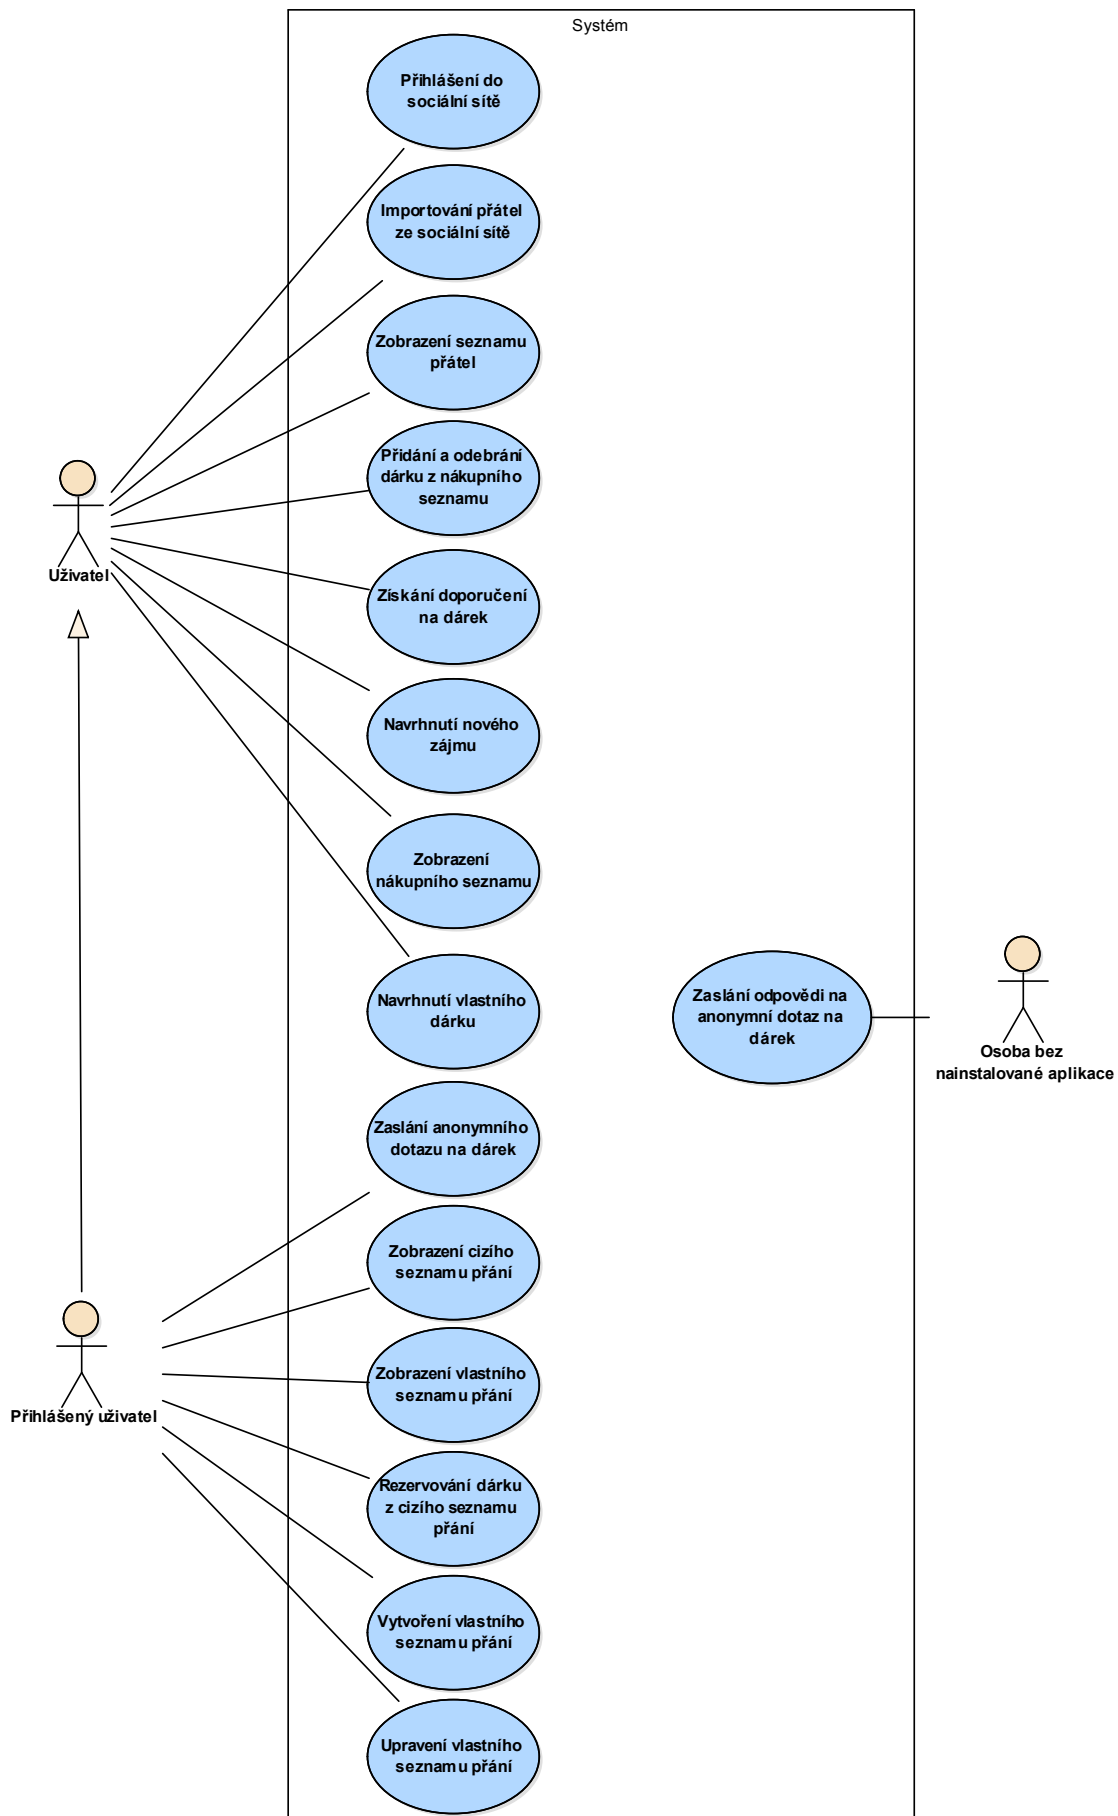 Systém
Přihlášení do
sociální sítě
Importování přátel
ze sociální sítě
Zobrazení seznamu
přátel
Přidání a odebrání
dárku z nákupního
seznamu
Uživatel
Získání doporučení
na dárek
Navrhnutí nového
zájmu
Zobrazení
nákupního seznamu
Navrhnutí vlastního
dárku
Zaslání odpovědi na
anonymní dotaz na
dárek
Osoba bez
nainstalované aplikace
Zaslání anonymního
dotazu na dárek
Zobrazení cizího
seznamu přání
Zobrazení vlastního
seznamu přání
Přihlášený uživatel
Rezervování dárku
z cizího seznamu
přání
Vytvoření vlastního
seznamu přání
Upravení vlastního
seznamu přání